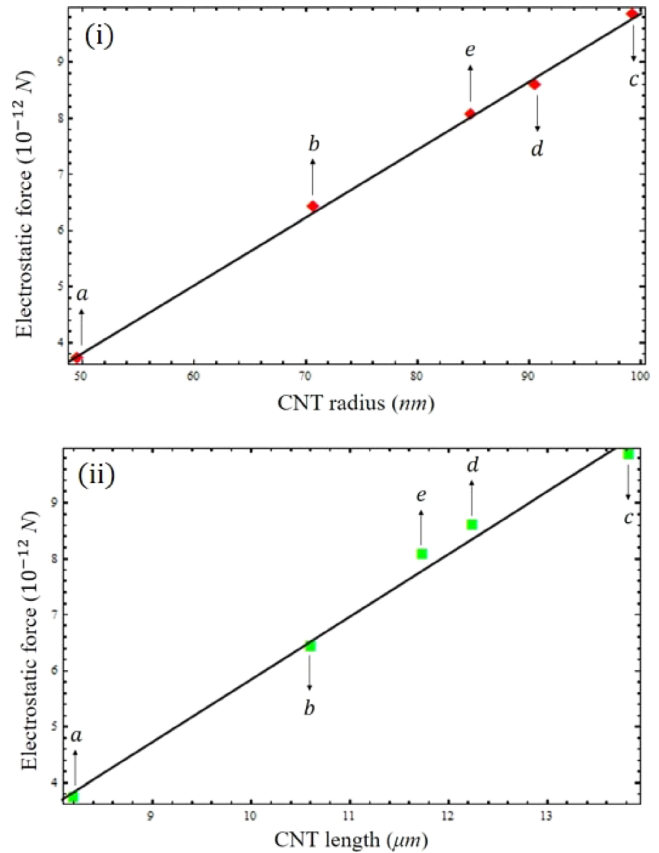 (i)
Electrostatic force (10⁻¹² N)
9
8
7
6
5
4
a
b
e
d
c
50 60 70 80 90 100
CNT radius (nm)
(ii)
Electrostatic force (10⁻¹² N)
9
8
7
6
5
4
a
b
e
d
c
9 10 11 12 13
CNT length (μm)